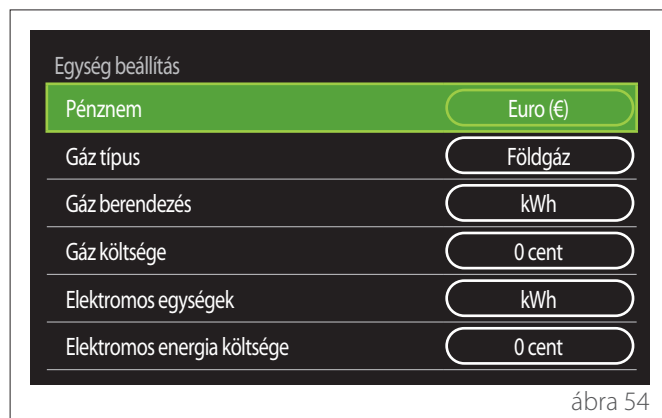 Egység beállítás
Pénznem Euro (€)
Gáz típus Földgáz
Gáz berendezés kWh
Gáz költsége 0 cent
Elektromos egységek kWh
Elektromos energia költsége 0 cent
ábra 54